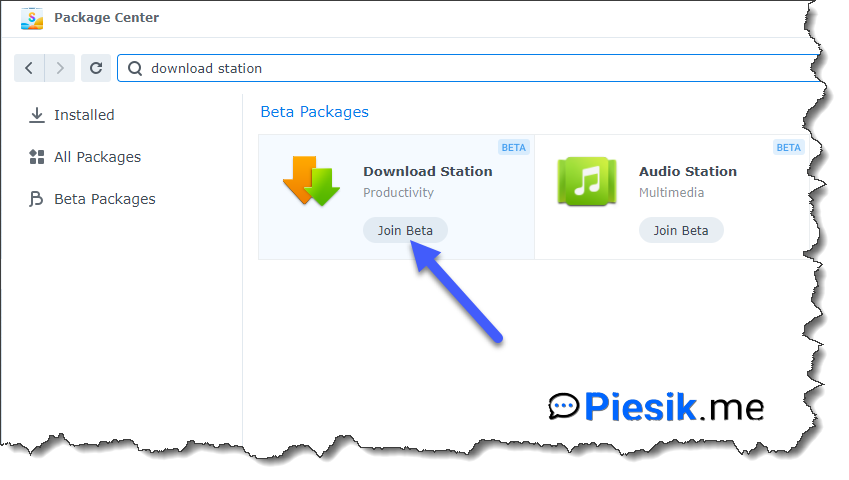 Package Center
download station
Installed
All Packages
Beta Packages
Beta Packages
BETA
Download Station
Productivity
Join Beta
BETA
Audio Station
Multimedia
Join Beta
Piesik.me